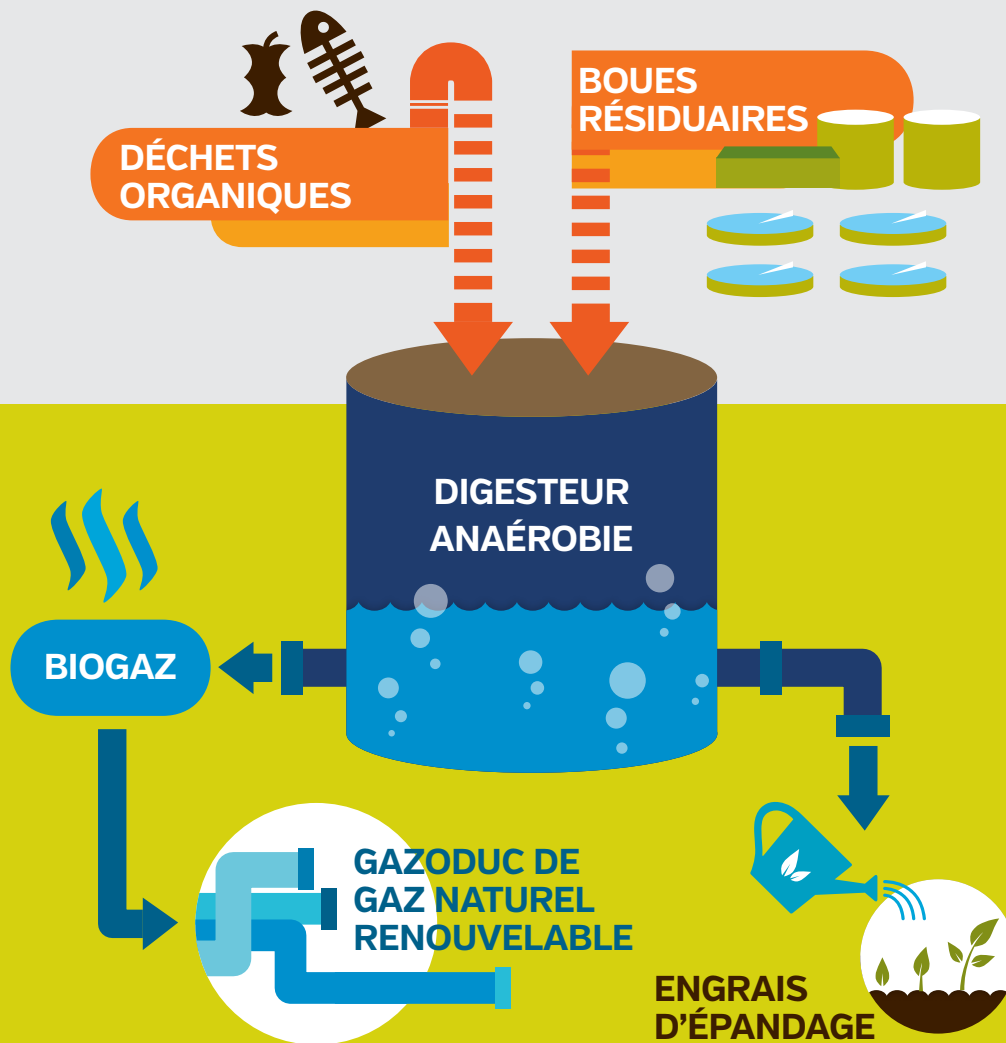 BOUES
RÉSIDUAIRES
DÉCHETS
ORGANIQUES
DIGESTEUR
ANAÉROBIE
BIOGAZ
GAZODUC DE
GAZ NATUREL
RENOUVELABLE
ENGRAIS
D’ÉPANDAGE